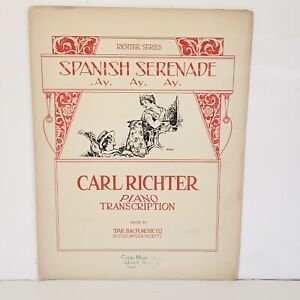 RICHTER SERIES
SPANISH SERENADE
.Ay. Ay. Ay.
CARL RICHTER
PIANO
TRANSCRIPTION
THE BACH MUSIC CO
BOSTON, MASSACHUSETTS